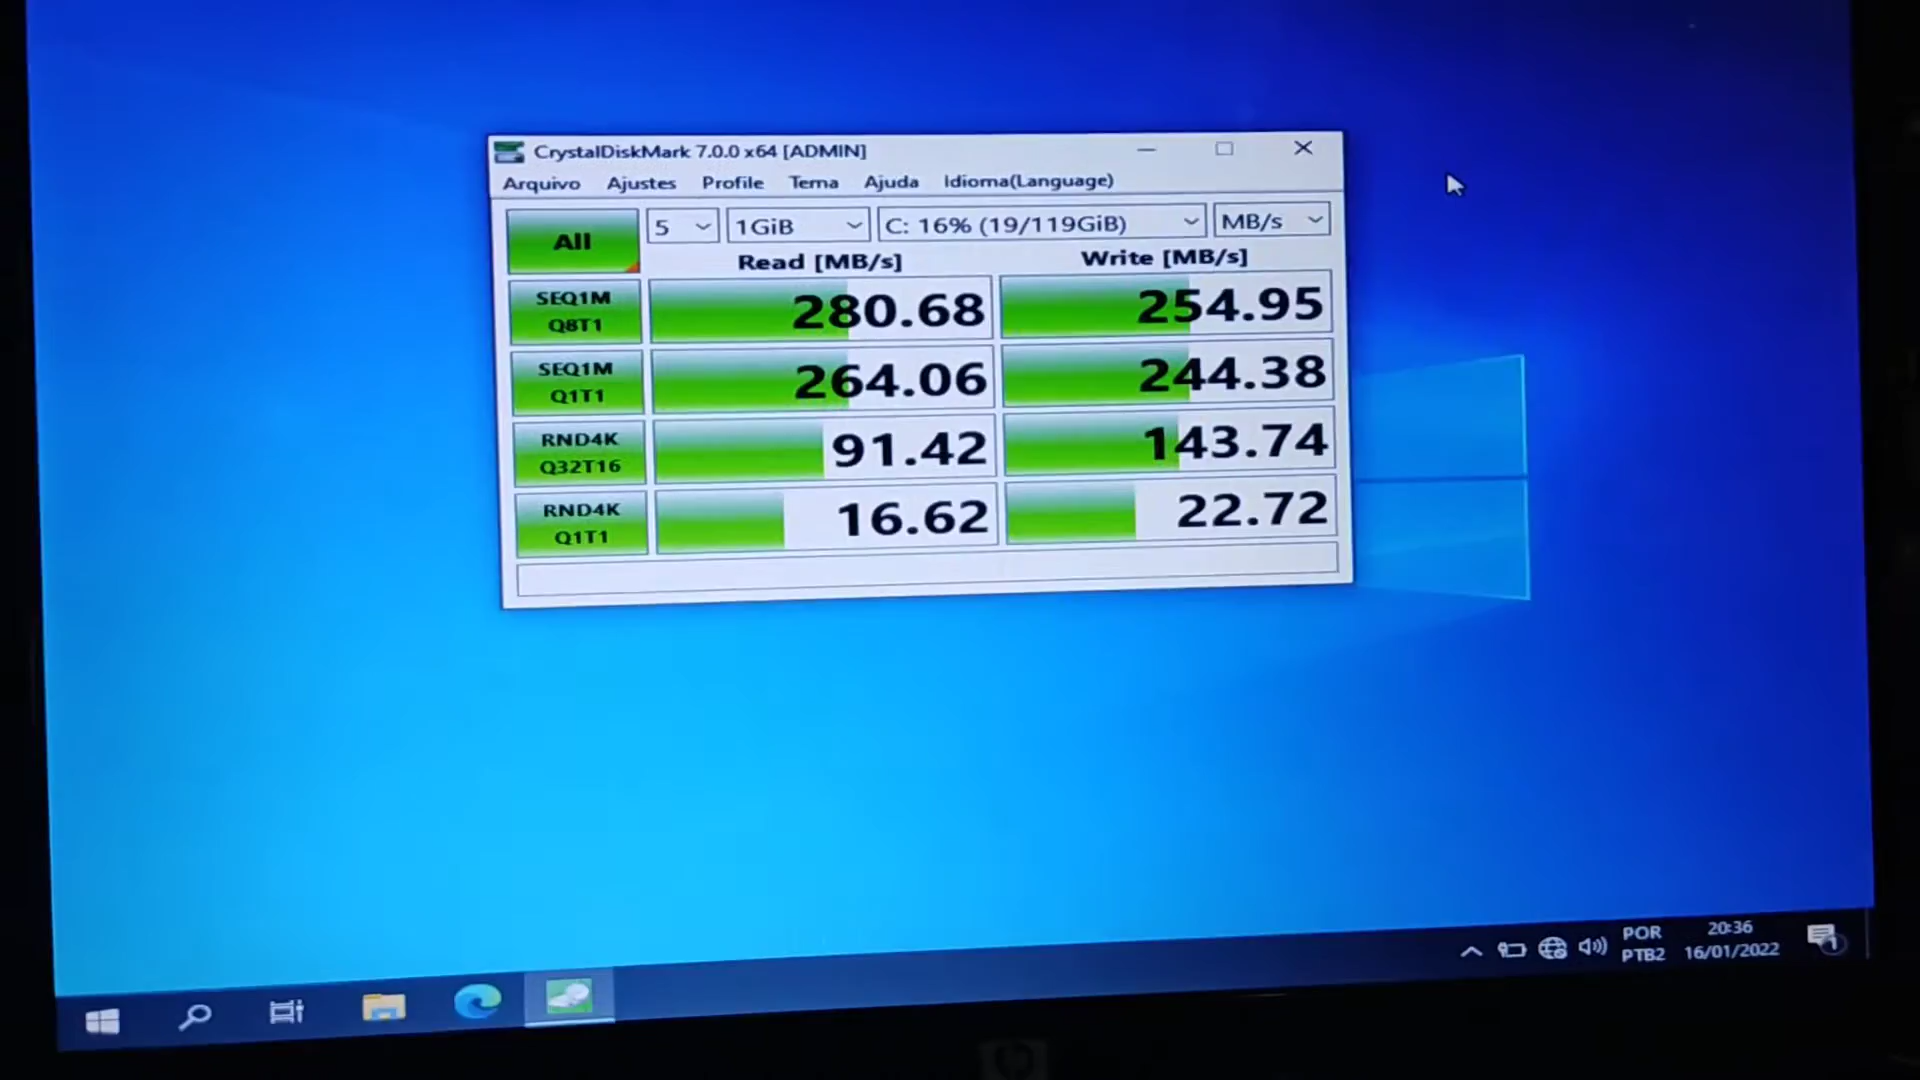 CrystalDiskMark 7.0.0 x64 [ADMIN]
Arquivo Ajustes Profile Tema Ajuda Idioma(Language)
All 5 1GiB C: 16% (19/119GiB) MB/s
Read [MB/s] Write [MB/s]
SEQ1M
Q8T1
280.68 254.95
SEQ1M
Q1T1
264.06 244.38
RND4K
Q32T16
91.42 143.74
RND4K
Q1T1
16.62 22.72
POR
PTB2
20:36
16/01/2022
1
hp